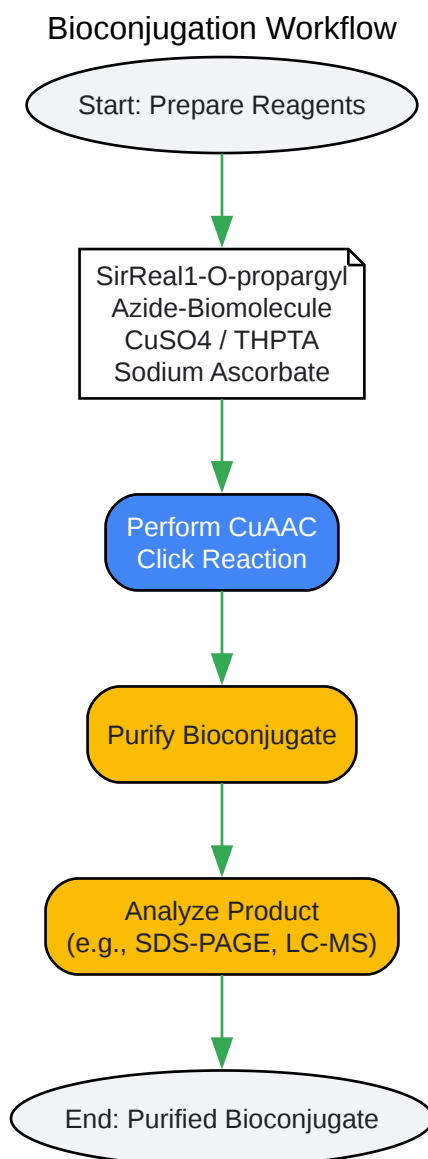 Bioconjugation Workflow
Start: Prepare Reagents
SirReal1-O-propargyl
Azide-Biomolecule
CuSO4 / THPTA
Sodium Ascorbate
Perform CuAAC
Click Reaction
Purify Bioconjugate
Analyze Product
(e.g., SDS-PAGE, LC-MS)
End: Purified Bioconjugate